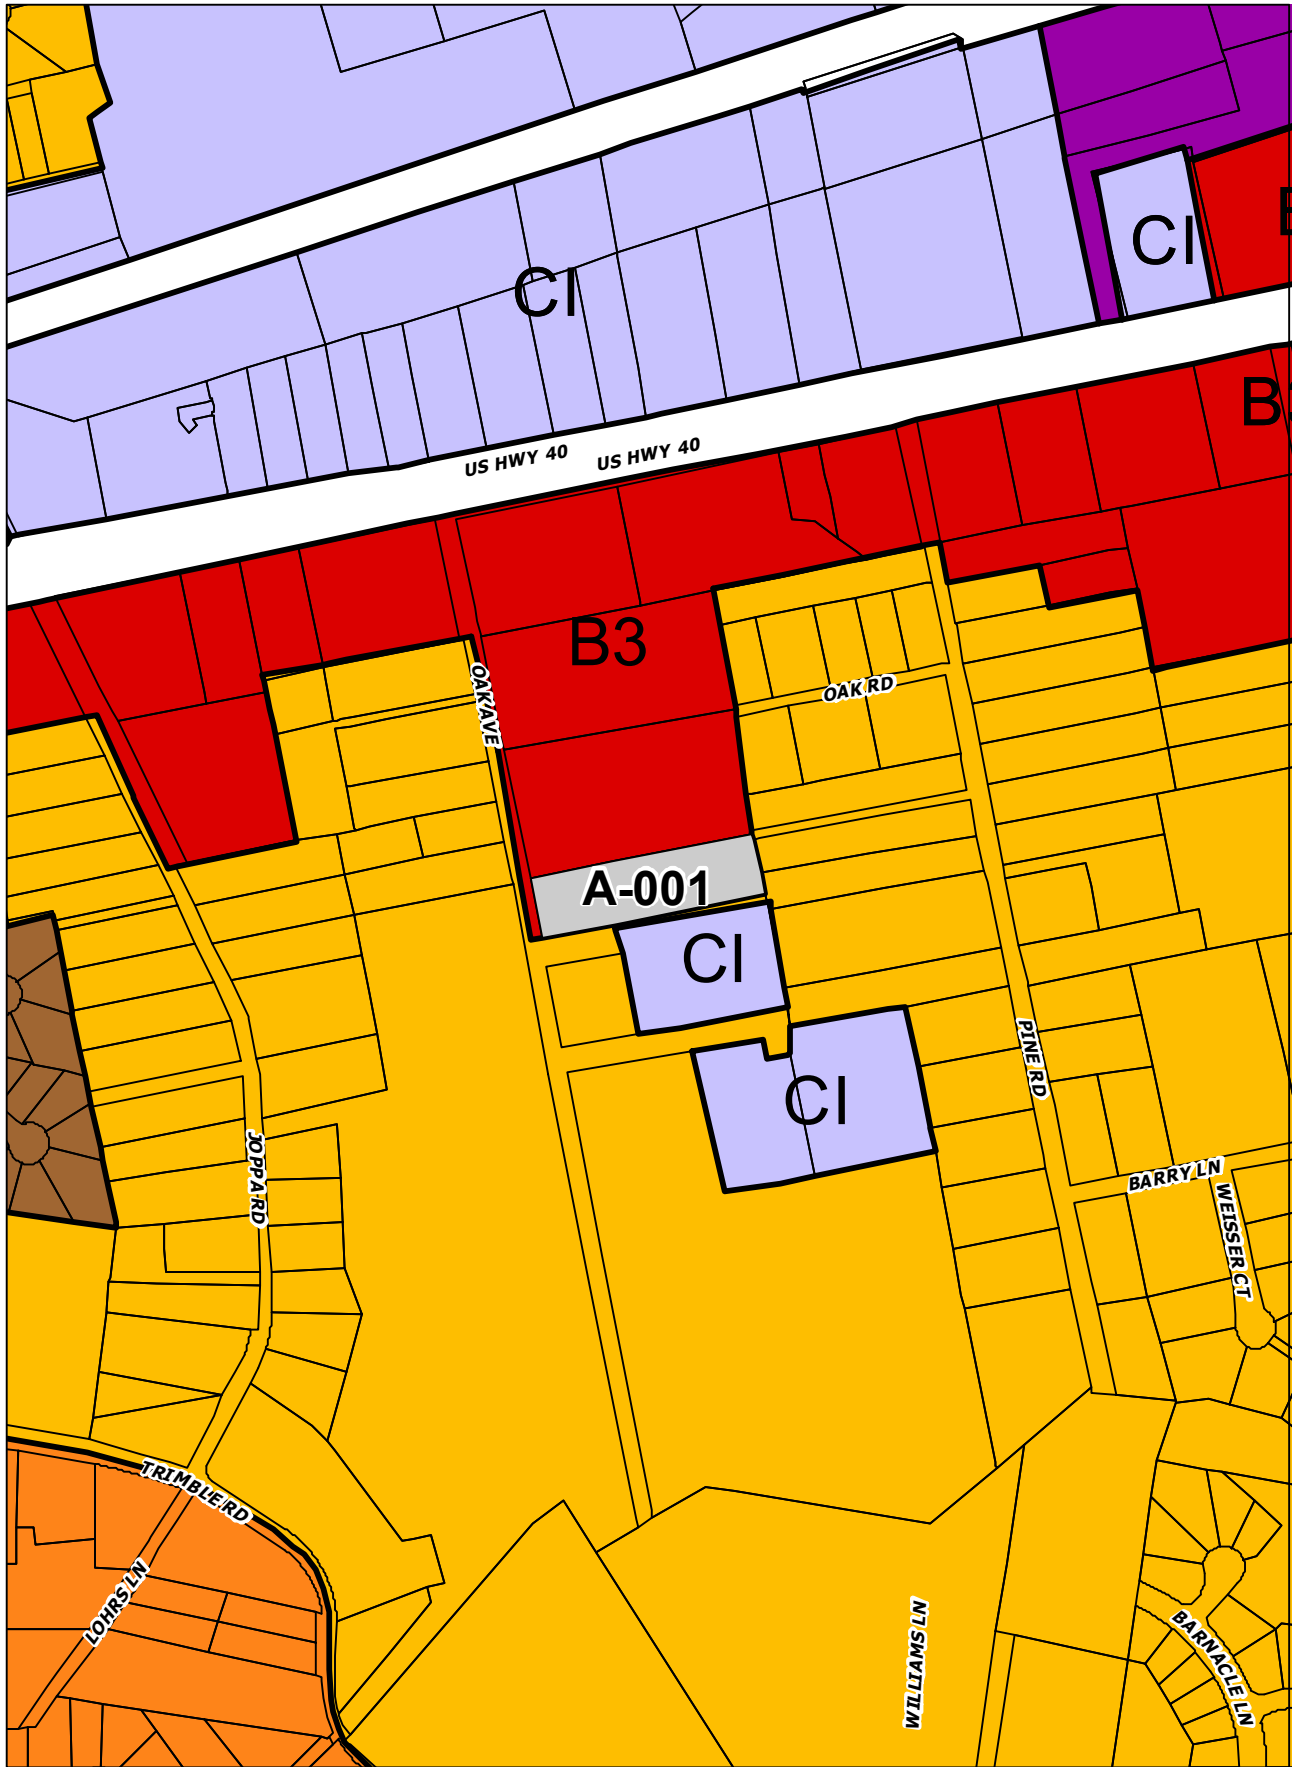 CI
CI
B
US HWY 40
US HWY 40
B3
B3
OAK AVE
OAK RD
A-001
CI
CI
PINE RD
JOPPA RD
BARRY LN
WEISSER CT
TRIMBLE RD
LOHRS LN
WILLIAMS LN
BARNACLE LN